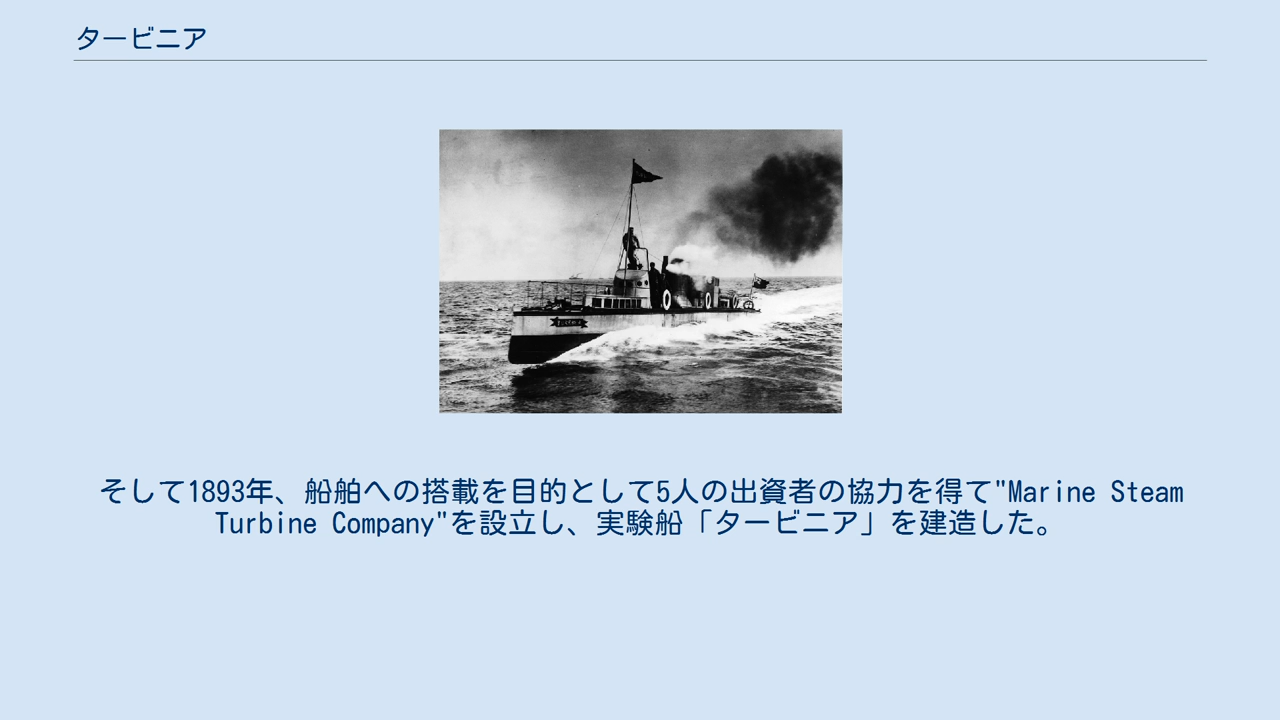 タービニア
そして1893年、船舶への搭載を目的として5人の出資者の協力を得て"Marine Steam
Turbine Company"を設立し、実験船「タービニア」を建造した。